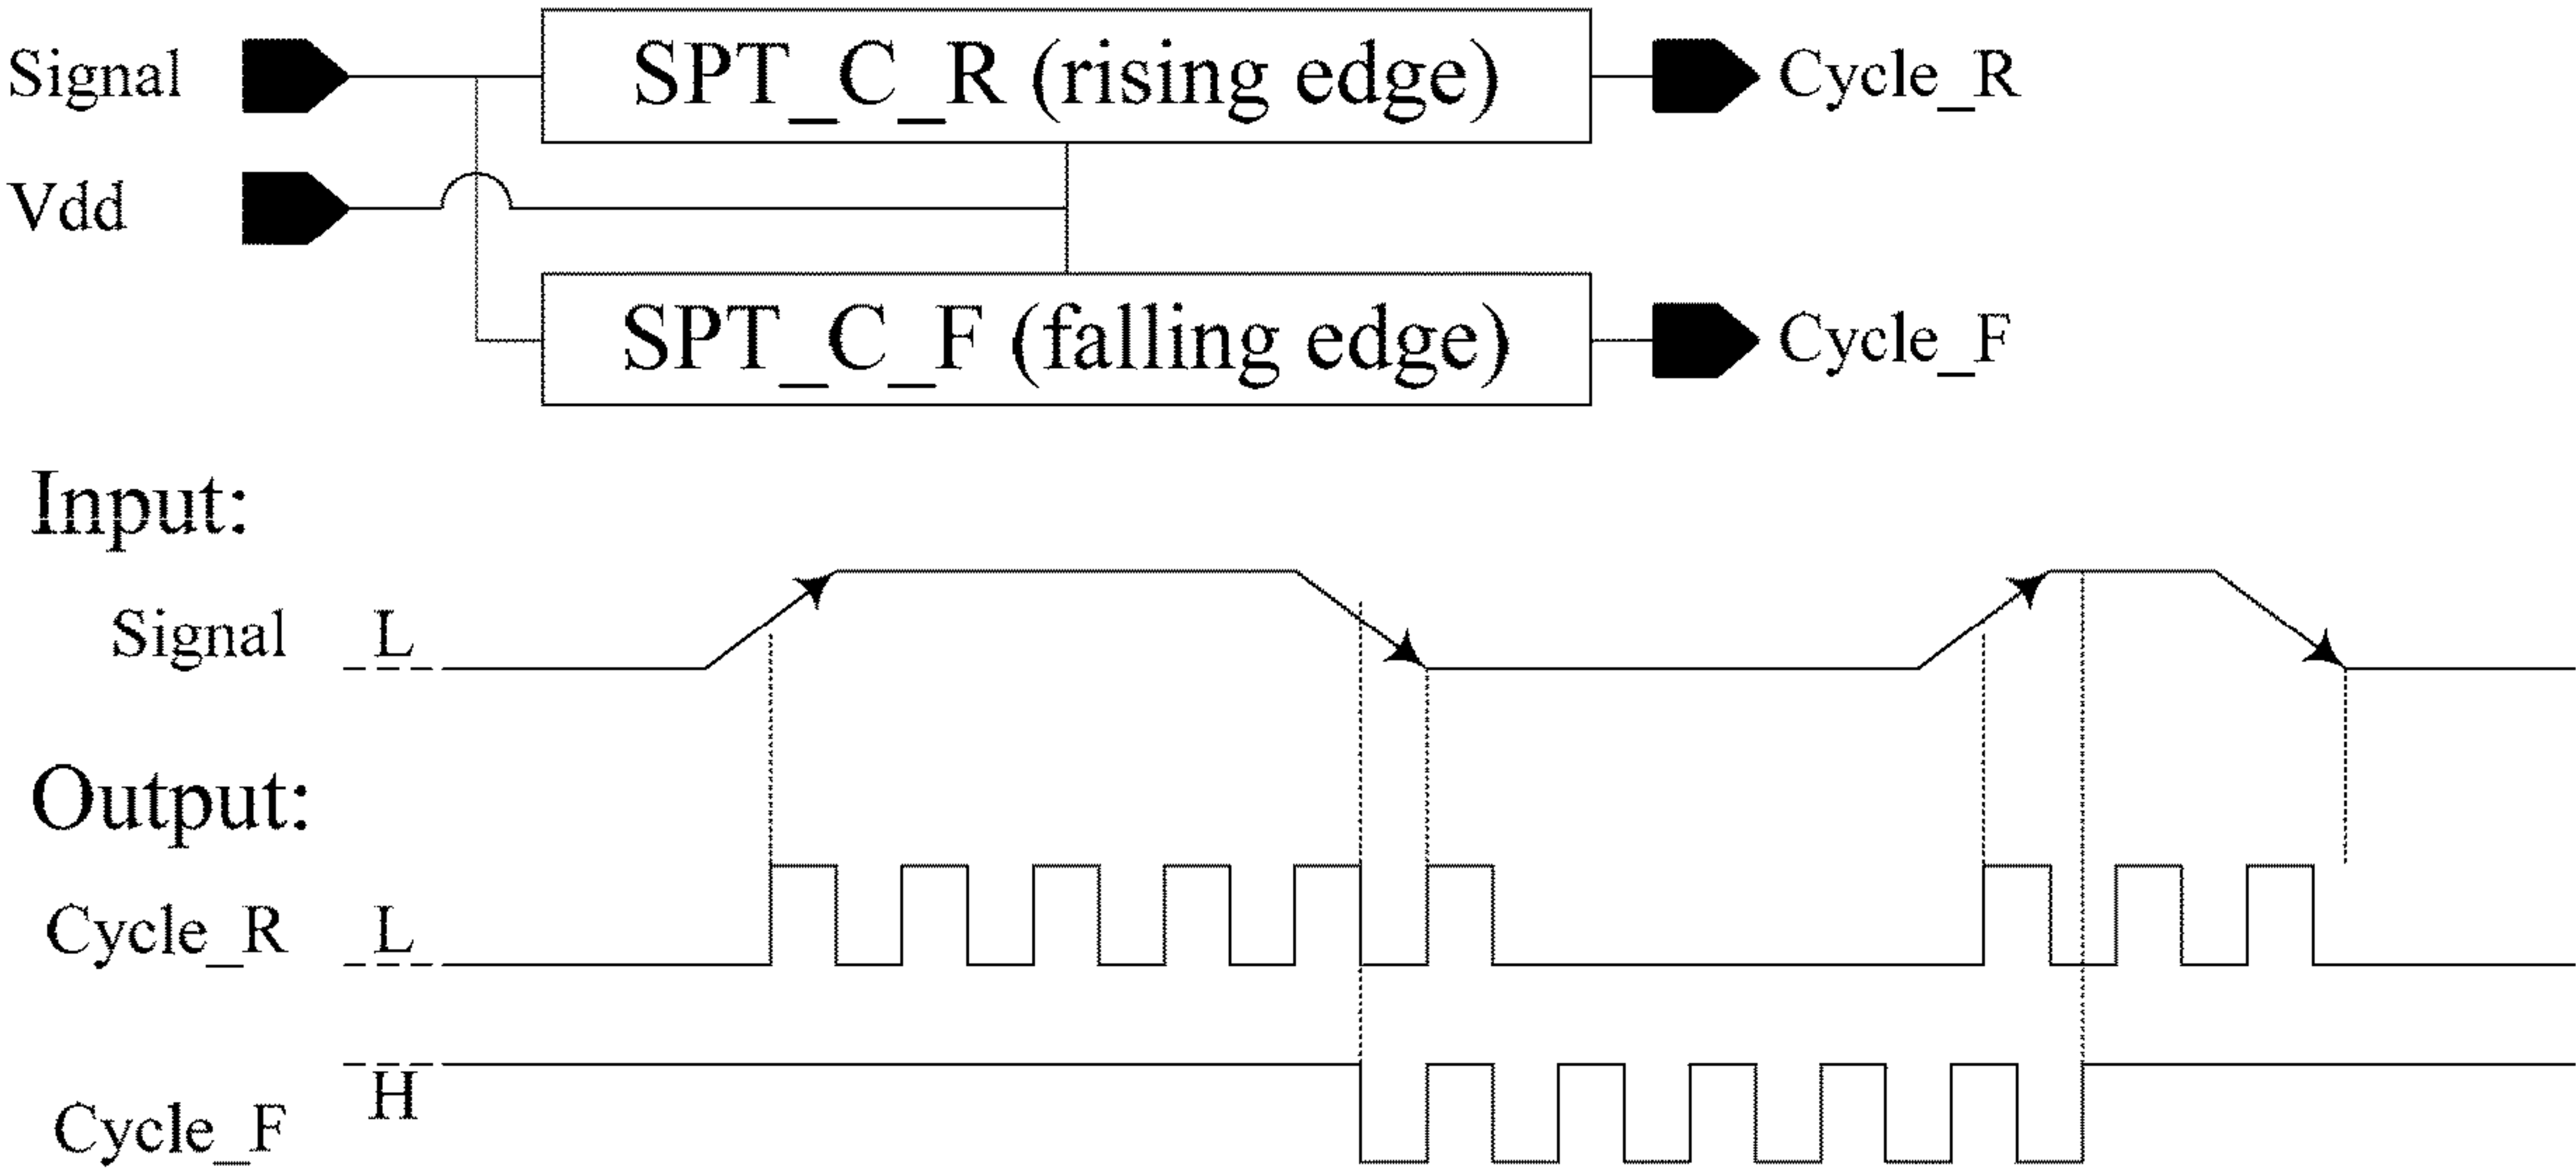 Signal
SPT_C_R (rising edge)
Cycle_R
Vdd
SPT_C_F (falling edge)
Cycle_F
Input:
Signal L
Output:
Cycle_R L
Cycle_F H